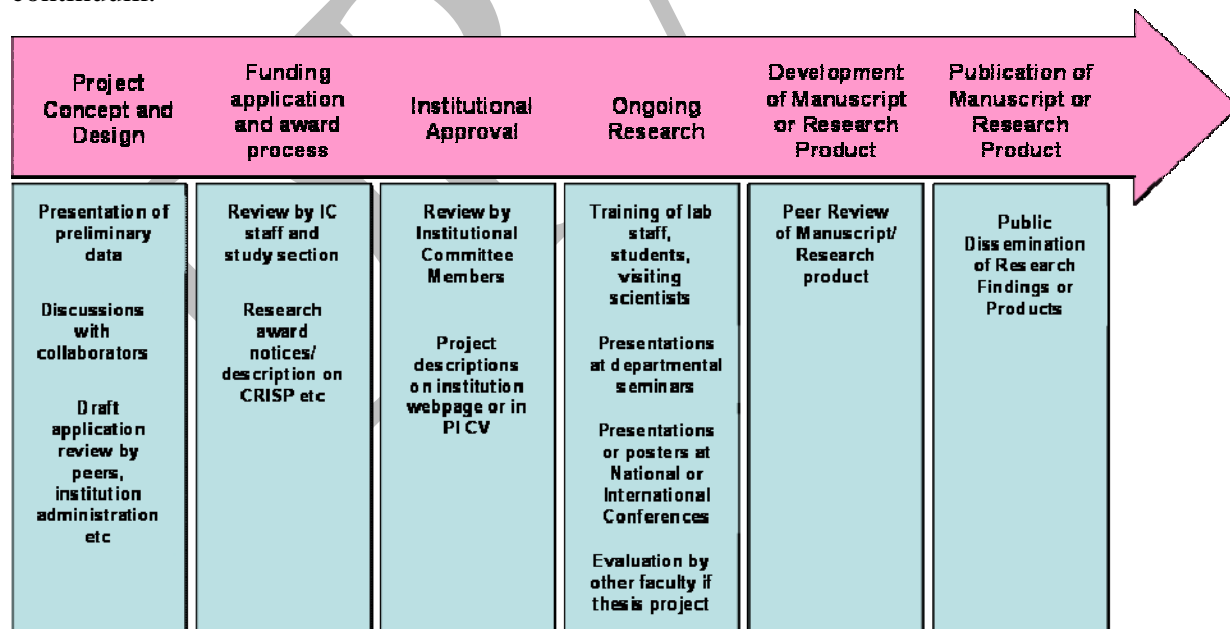 continuum.
Project
Concept and
Design
Funding
application
and award
process
Institutional
Approval
Ongoing
Research
Development
of Manuscript
or Research
Product
Publication of
Manuscript or
Research
Product
Presentation of
preliminary
data
Discussions
with
collaborators
Draft
application
review by
peers,
institution
administration
etc
Review by IC
staff and
study section
Research
award
notices/
description on
CRISP etc
Review by
Institutional
Committee
Members
Project
descriptions
on institution
webpage or in
PI CV
Training of lab
staff,
students,
visiting
scientists
Presentations
at departmental
seminars
Presentations
or posters at
National or
International
Conferences
Evaluation by
other faculty if
thesis project
Peer Review
of Manuscript/
Research
product
Public
Dissemination
of Research
Findings or
Products